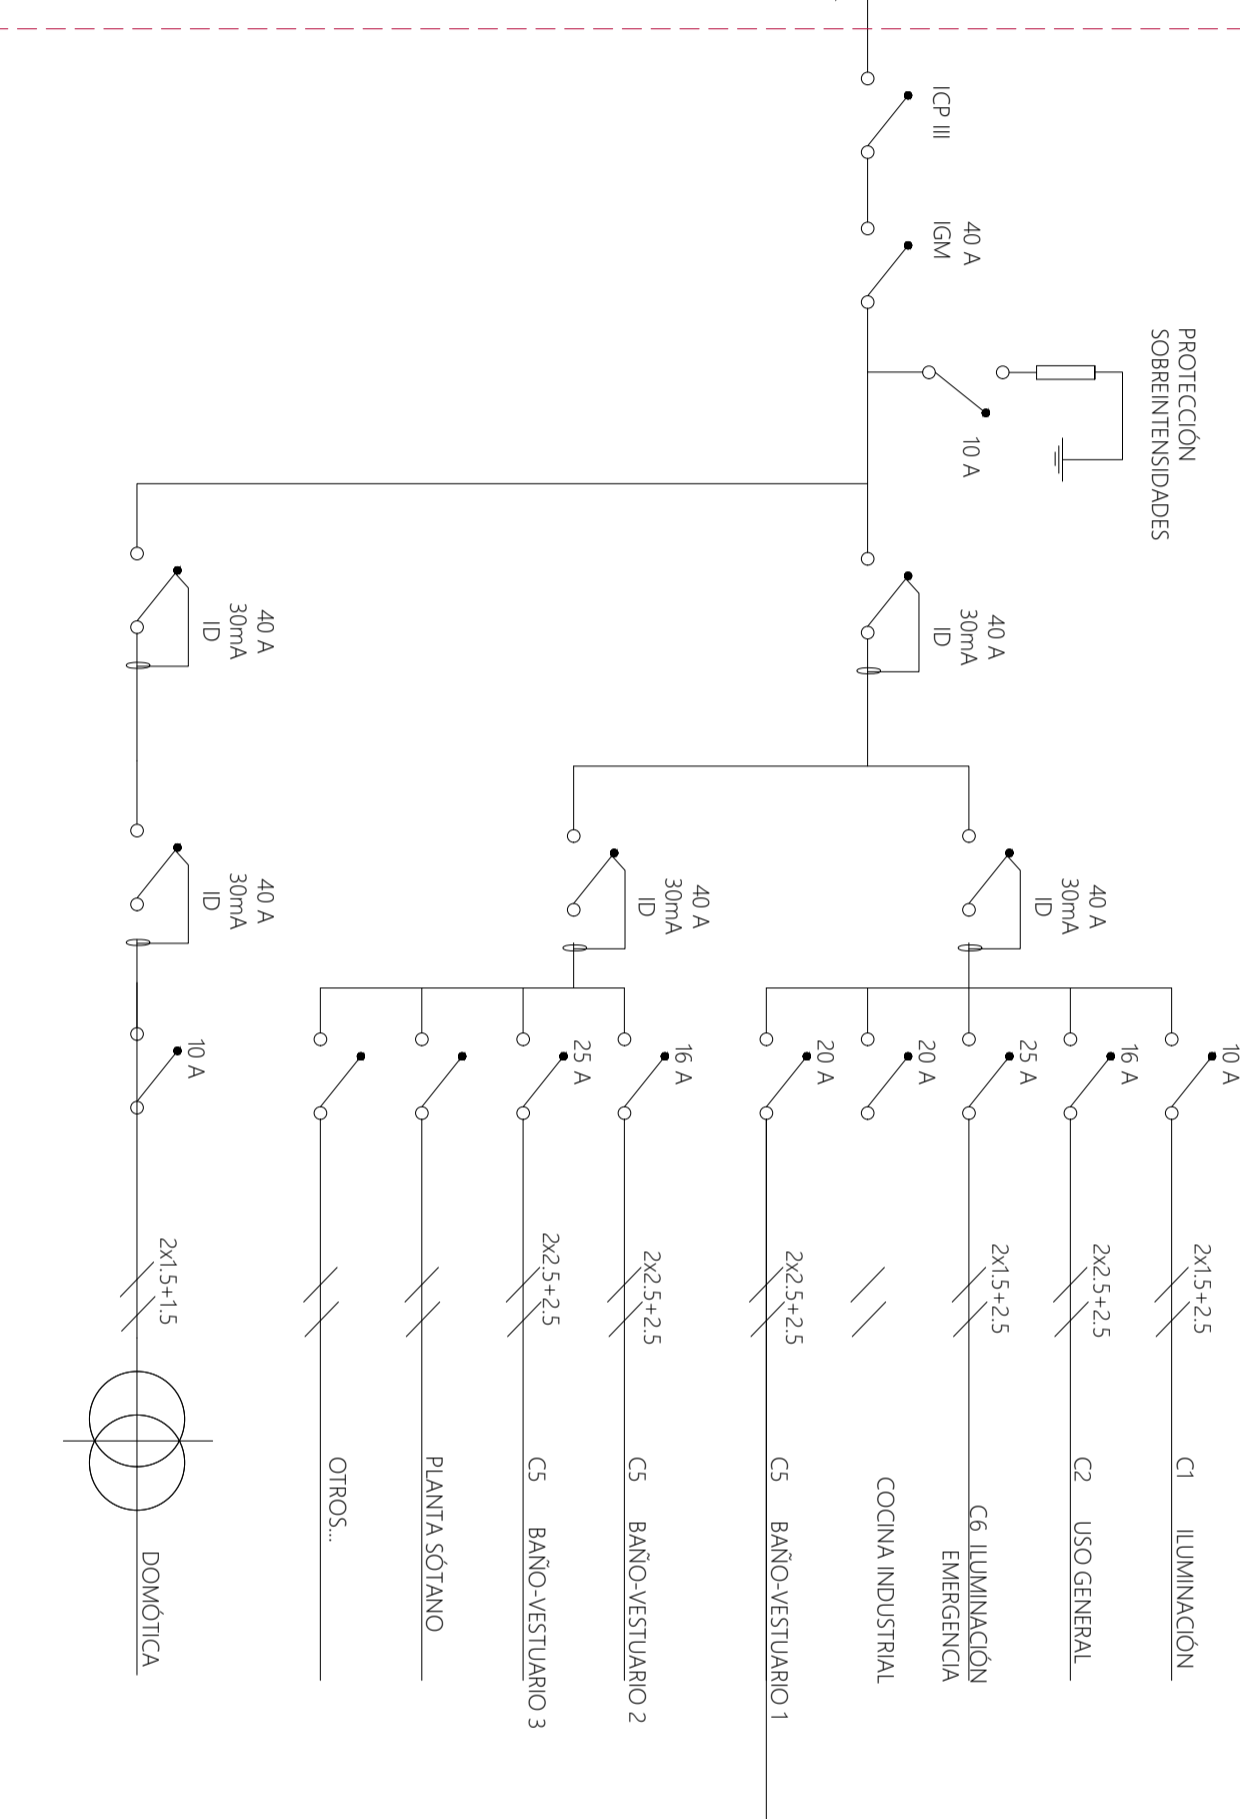 ICP III
40 A
IGM
PROTECCIÓN
SOBREINTENSIDADES
10 A
40 A
30mA
ID
40 A
30mA
ID
40 A
30mA
ID
40 A
30mA
ID
40 A
30mA
ID
10 A
16 A
25 A
20 A
20 A
16 A
25 A
10 A
2x1.5+2.5
2x2.5+2.5
2x1.5+2.5
2x2.5+2.5
2x2.5+2.5
2x2.5+2.5
2x1.5+1.5
C1 ILUMINACIÓN
C2 USO GENERAL
C6 ILUMINACIÓN
EMERGENCIA
COCINA INDUSTRIAL
C5 BAÑO-VESTUARIO 1
C5 BAÑO-VESTUARIO 2
C5 BAÑO-VESTUARIO 3
PLANTA SÓTANO
OTROS...
DOMÓTICA